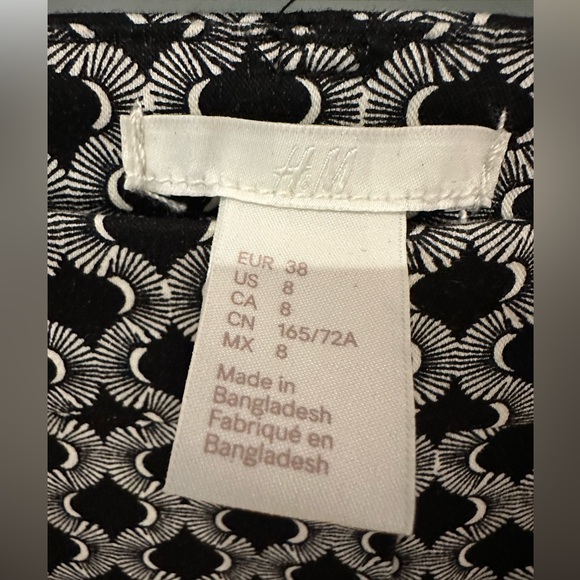 H&M
EUR 38
US 8
CA 8
CN 165/72A
MX 8
Made in
Bangladesh
Fabriqué en
Bangladesh